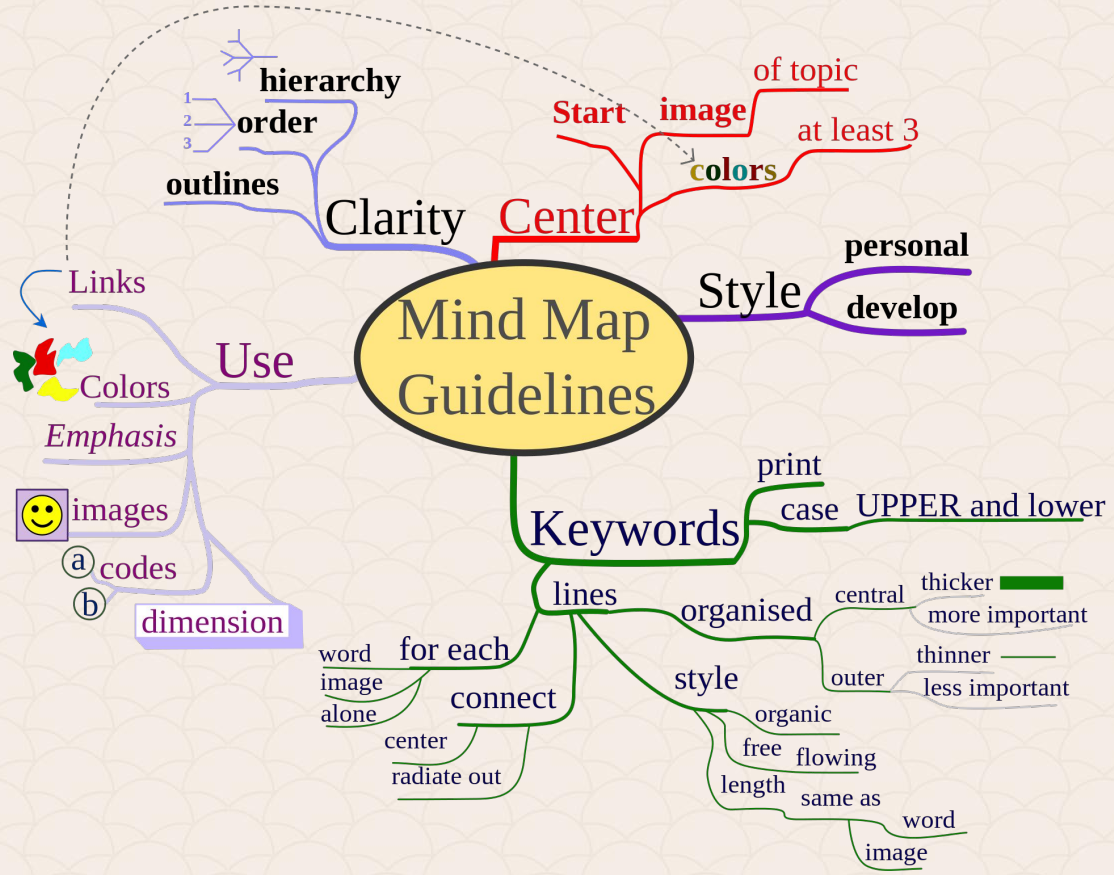 Mind Map
Guidelines
Clarity
hierarchy
1
2
3
order
outlines
Center
Start
image
of topic
colors
at least 3
Style
personal
develop
Use
Links
Colors
Emphasis
images
codes
a
b
dimension
Keywords
print
case
UPPER and lower
lines
organised
central
thicker
more important
outer
thinner
less important
style
organic
free flowing
length
same as
word
image
for each
word
image
alone
connect
center
radiate out